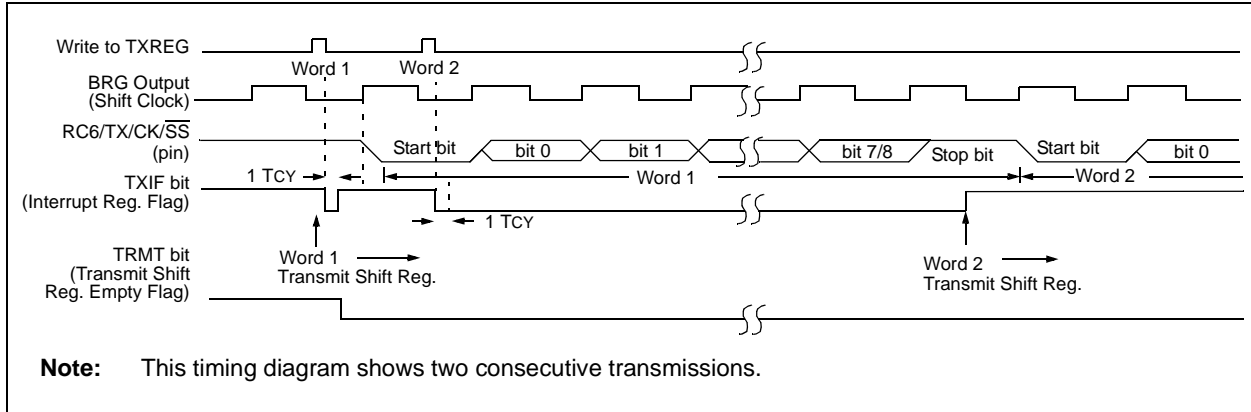 Write to TXREG
Word 1
Word 2
BRG Output
(Shift Clock)
RC6/TX/CK/SS
(pin)
Start bit
bit 0
bit 1
bit 7/8
Stop bit
Start bit
bit 0
1 TCY
Word 1
Word 2
TXIF bit
(Interrupt Reg. Flag)
1 TCY
Word 1
Transmit Shift Reg.
Word 2
Transmit Shift Reg.
TRMT bit
(Transmit Shift
Reg. Empty Flag)
Note: This timing diagram shows two consecutive transmissions.